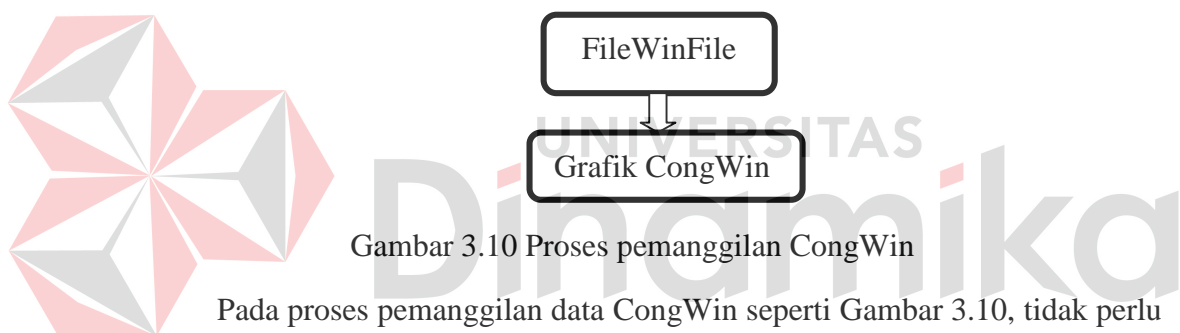 FileWinFile
UNIVERSITAS
Grafik CongWin
Dinamika
Gambar 3.10 Proses pemanggilan CongWin
Pada proses pemanggilan data CongWin seperti Gambar 3.10, tidak perlu